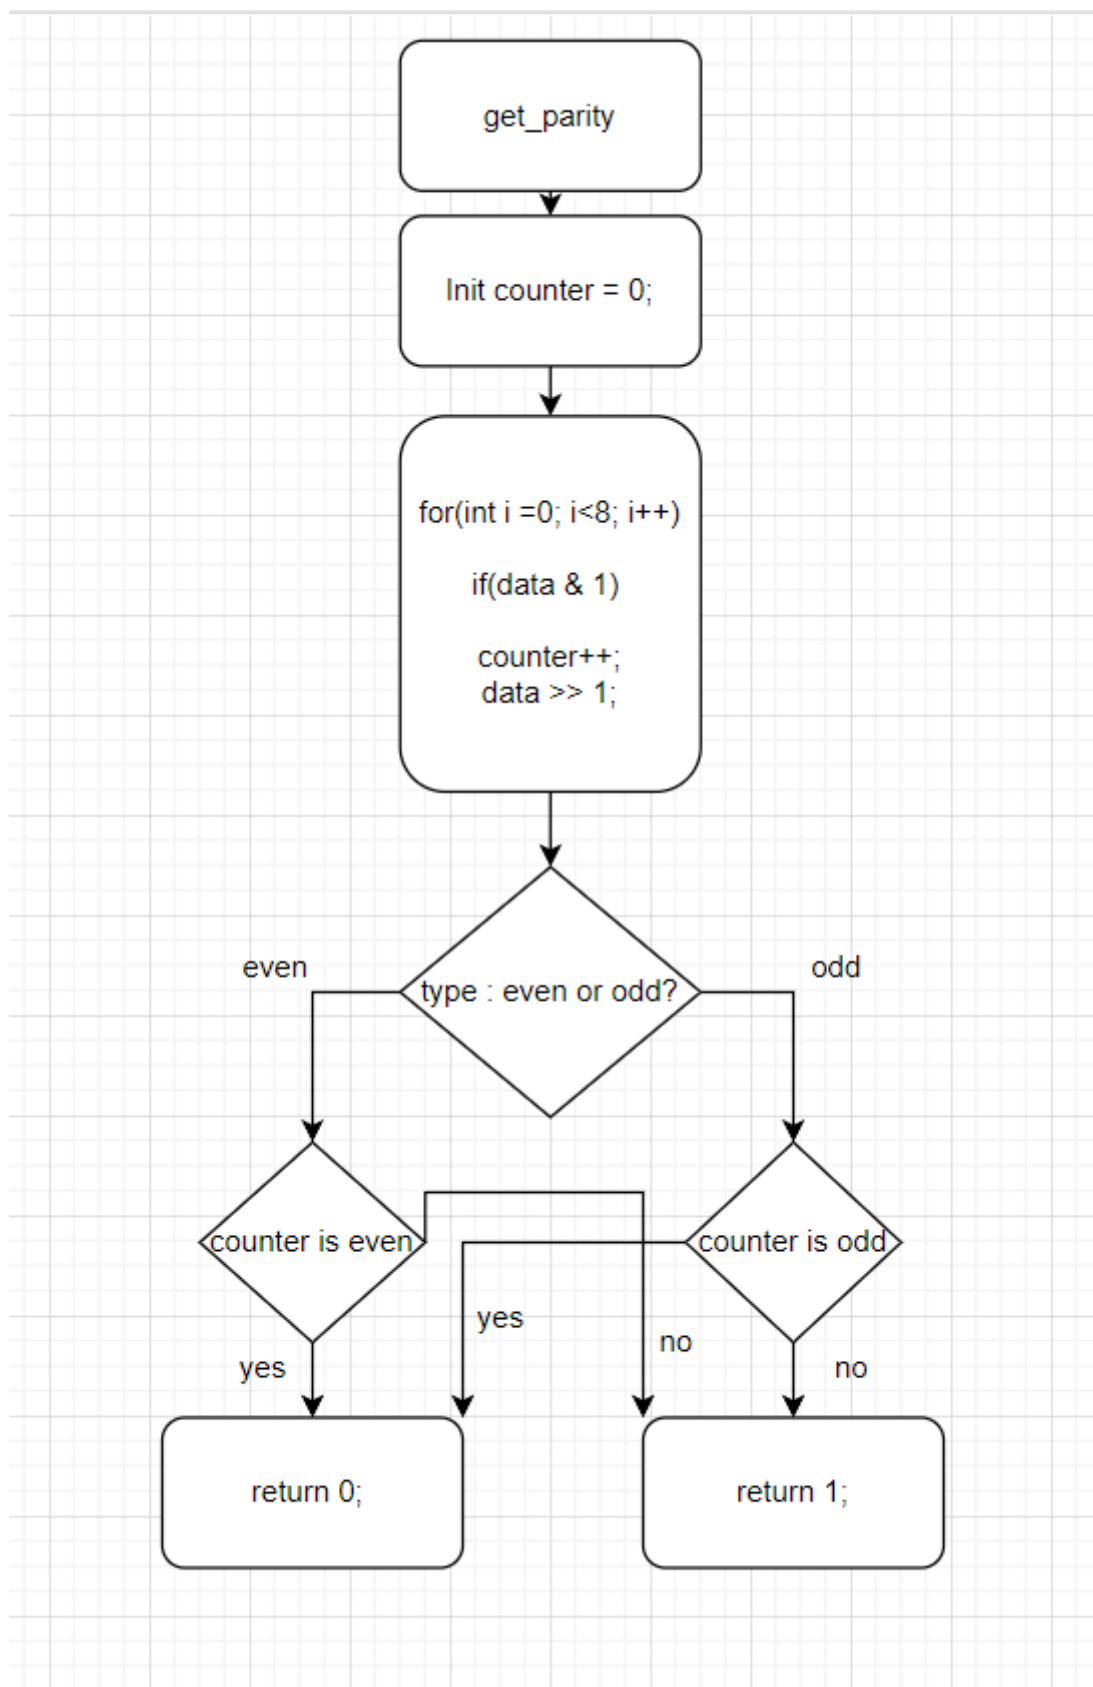 get_parity
Init counter = 0;
for(int i =0; i<8; i++)
if(data & 1)
counter++;
data >> 1;
even
odd
type : even or odd?
counter is even
counter is odd
yes
no
yes
no
return 0;
return 1;